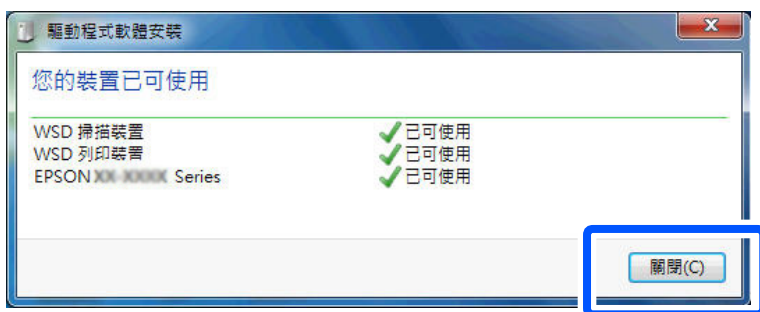 驅動程式軟體安裝
您的裝置已可使用
WSD 掃描裝置 已可使用
WSD 列印裝置 已可使用
EPSON Series 已可使用
關閉(C)